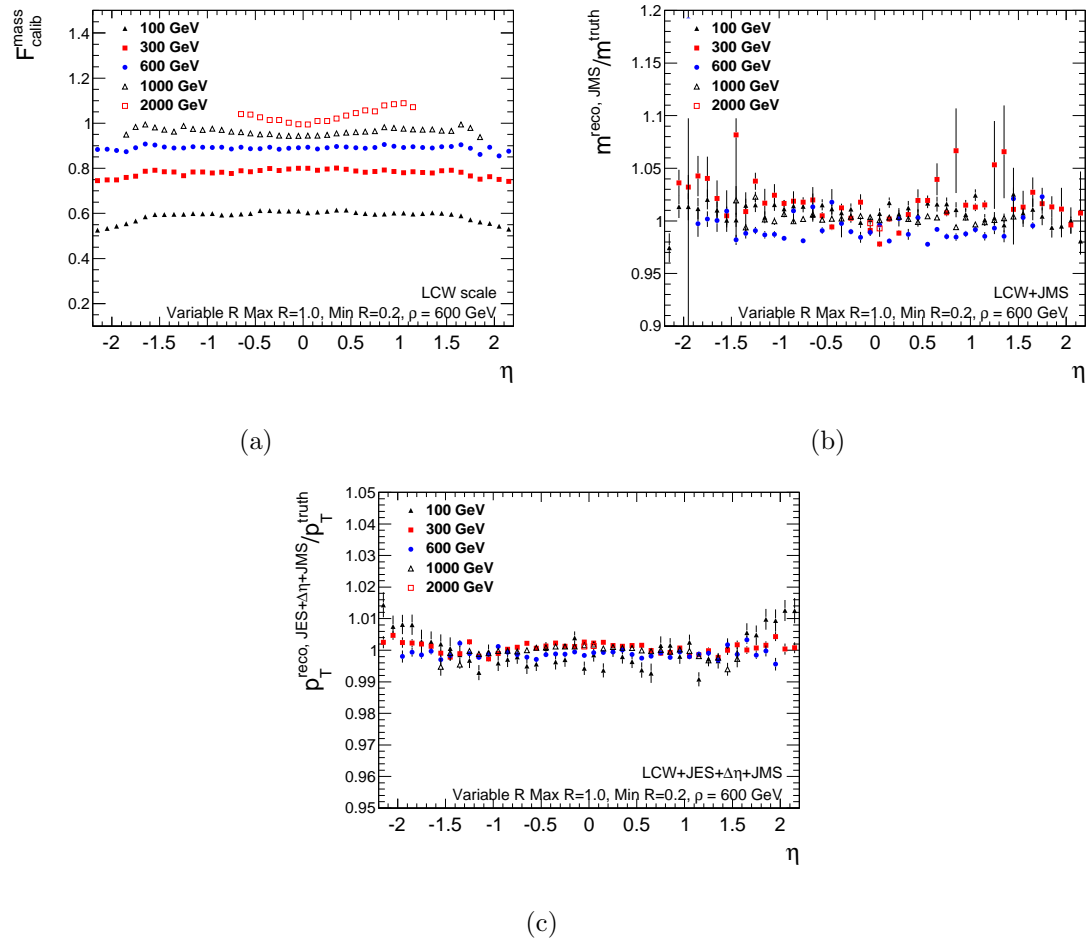 F^mass_calib
1.4
1.2
1
0.8
0.6
0.4
0.2
100 GeV
300 GeV
600 GeV
1000 GeV
2000 GeV
LCW scale
Variable R Max R=1.0, Min R=0.2, ρ = 600 GeV
-2 -1.5 -1 -0.5 0 0.5 1 1.5 2
η
(a)
m^reco, JMS/m^truth
1.2
1.15
1.1
1.05
1
0.95
0.9
100 GeV
300 GeV
600 GeV
1000 GeV
2000 GeV
LCW+JMS
Variable R Max R=1.0, Min R=0.2, ρ = 600 GeV
-2 -1.5 -1 -0.5 0 0.5 1 1.5 2
η
(b)
p_T^reco, JES+Δη+JMS/p_T^truth
1.05
1.04
1.03
1.02
1.01
1
0.99
0.98
0.97
0.96
0.95
100 GeV
300 GeV
600 GeV
1000 GeV
2000 GeV
LCW+JES+Δη+JMS
Variable R Max R=1.0, Min R=0.2, ρ = 600 GeV
-2 -1.5 -1 -0.5 0 0.5 1 1.5 2
η
(c)